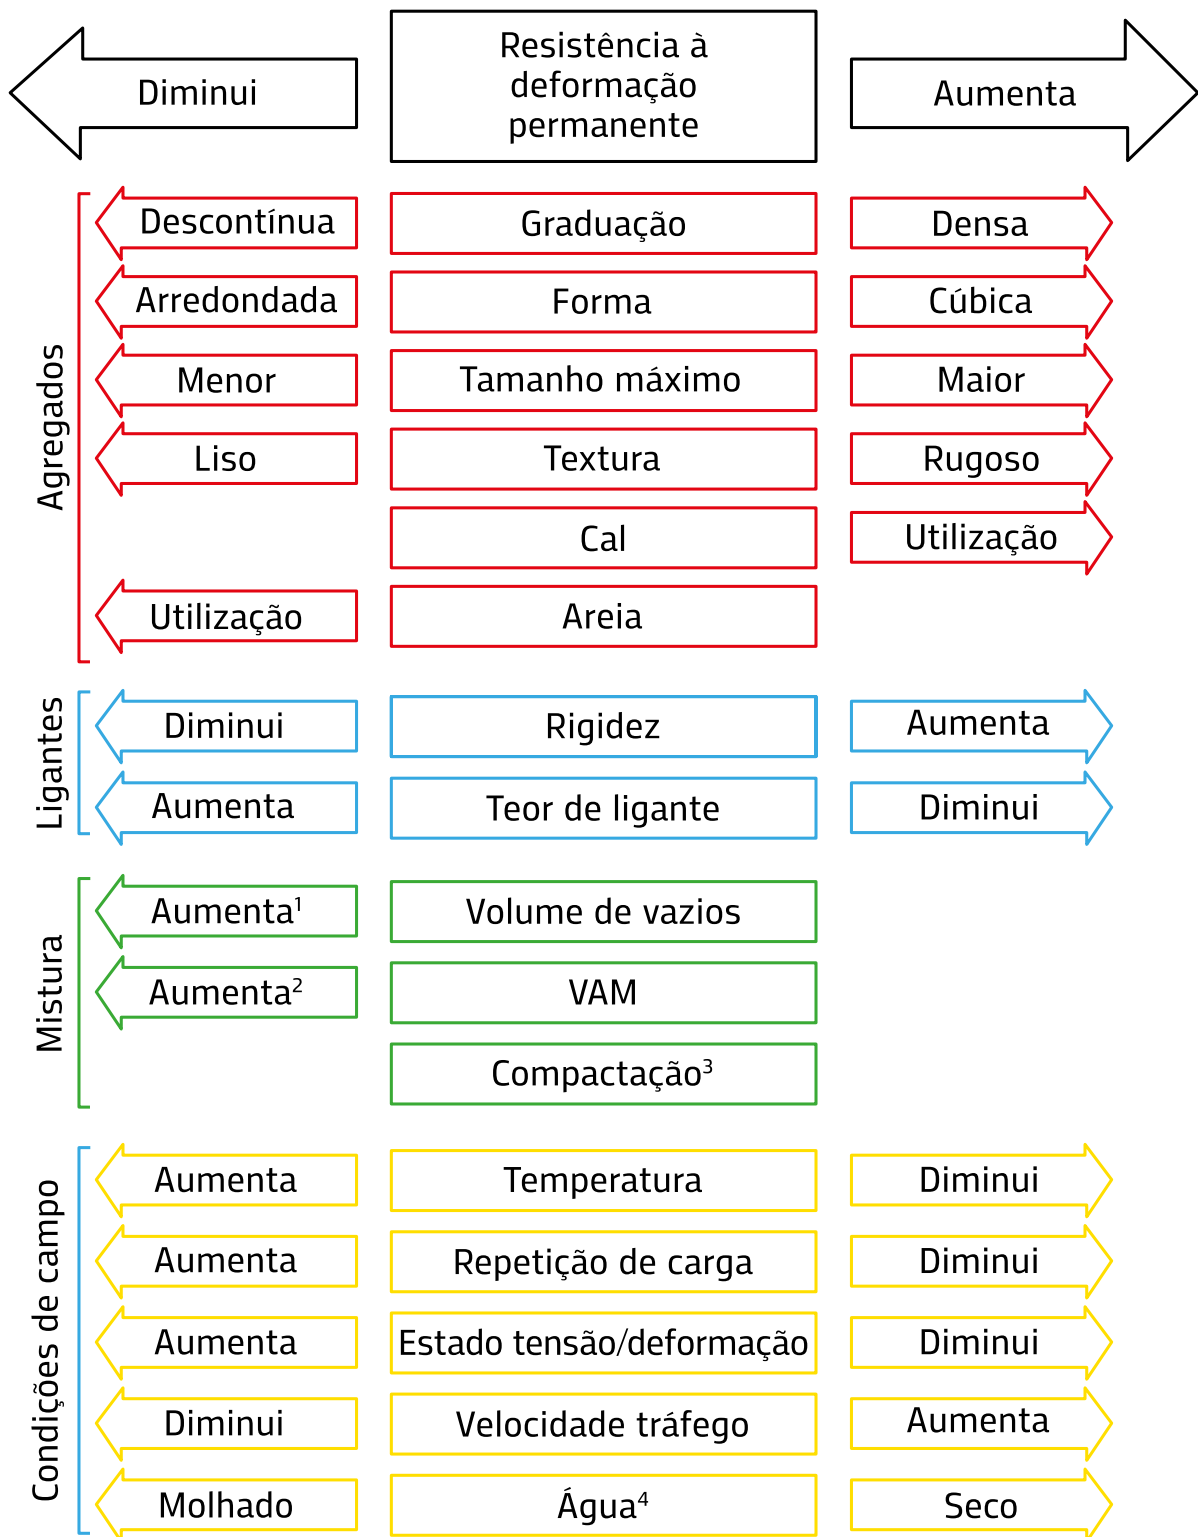 Diminui
Resistência à
deformação
permanente
Aumenta
Agregados
Descontínua
Graduação
Densa
Arredondada
Forma
Cúbica
Menor
Tamanho máximo
Maior
Liso
Textura
Rugoso
Cal
Utilização
Utilização
Areia
Ligantes
Diminui
Rigidez
Aumenta
Aumenta
Teor de ligante
Diminui
Mistura
Aumenta¹
Volume de vazios
Aumenta²
VAM
Compactação³
Condições de campo
Aumenta
Temperatura
Diminui
Aumenta
Repetição de carga
Diminui
Aumenta
Estado tensão/deformação
Diminui
Diminui
Velocidade tráfego
Aumenta
Molhado
Água⁴
Seco